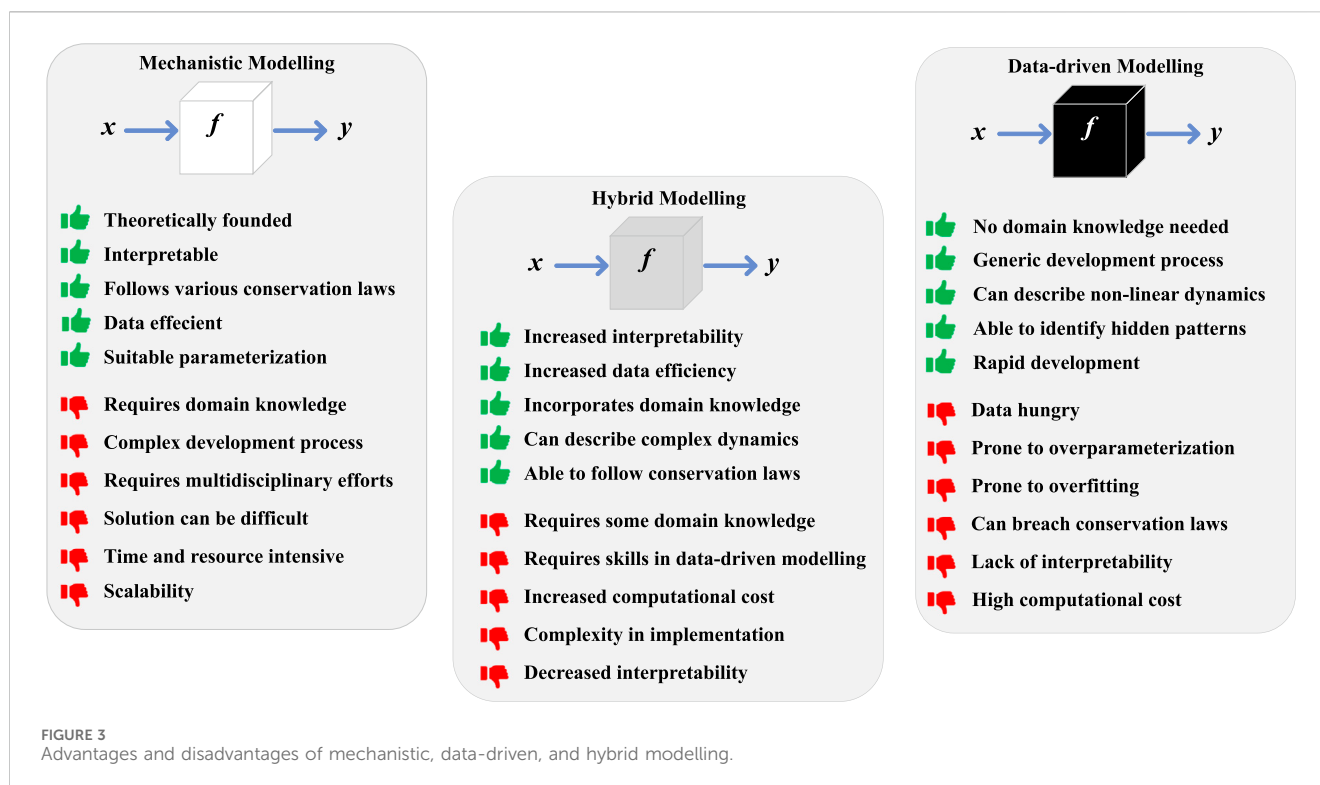 Mechanistic Modelling
x
f
y
Theoretically founded
Interpretable
Follows various conservation laws
Data effecient
Suitable parameterization
Requires domain knowledge
Complex development process
Requires multidisciplinary efforts
Solution can be difficult
Time and resource intensive
Scalability
Hybrid Modelling
x
f
y
Increased interpretability
Increased data efficiency
Incorporates domain knowledge
Can describe complex dynamics
Able to follow conservation laws
Requires some domain knowledge
Requires skills in data-driven modelling
Increased computational cost
Complexity in implementation
Decreased interpretability
Data-driven Modelling
x
f
y
No domain knowledge needed
Generic development process
Can describe non-linear dynamics
Able to identify hidden patterns
Rapid development
Data hungry
Prone to overparameterization
Prone to overfitting
Can breach conservation laws
Lack of interpretability
High computational cost
FIGURE 3
Advantages and disadvantages of mechanistic, data-driven, and hybrid modelling.